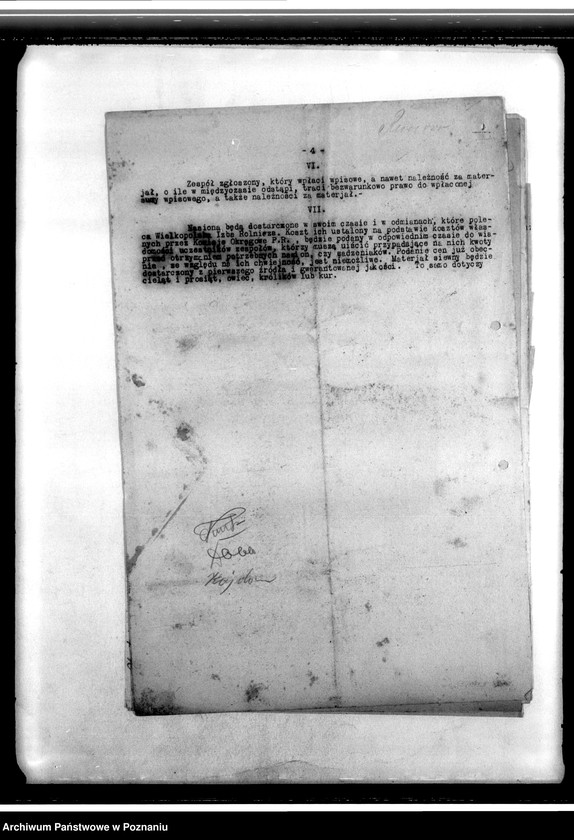 - 4 -
VI.
Zespół zgłoszony, który wpłaci wpisowe, a nawet należność za mater-
jał, o ile w międzyczasie odstąpi, traci bezwarunkowo prawo do wpłaconej
sumy wpisowego, a także należności za materjał.-
VII.
Nasiona będą dostarczone w swoim czasie i w odmianach, które pole-
ca Wielkopolska Izba Rolnicza. Koszt ich ustalony na podstawie kosztów włas-
nych przez Komisje Okręgowe P.R., będzie podany w odpowiednim czasie do wia-
domości uczestników zespołów, którzy muszą uiścić przypadające na nich kwoty
przed otrzymaniem potrzebnych nasion, czy sadzeniaków. Podanie cen już obec-
nie, ze względu na ich chwiejność, jest niemożliwe. Materjał siewny będzie
dostarczony z pierwszego źródła i gwarantowanej jakości. To samo dotyczy
cieląt i prosiąt, owiec, królików lub kur.
Archiwum Państwowe w Poznaniu